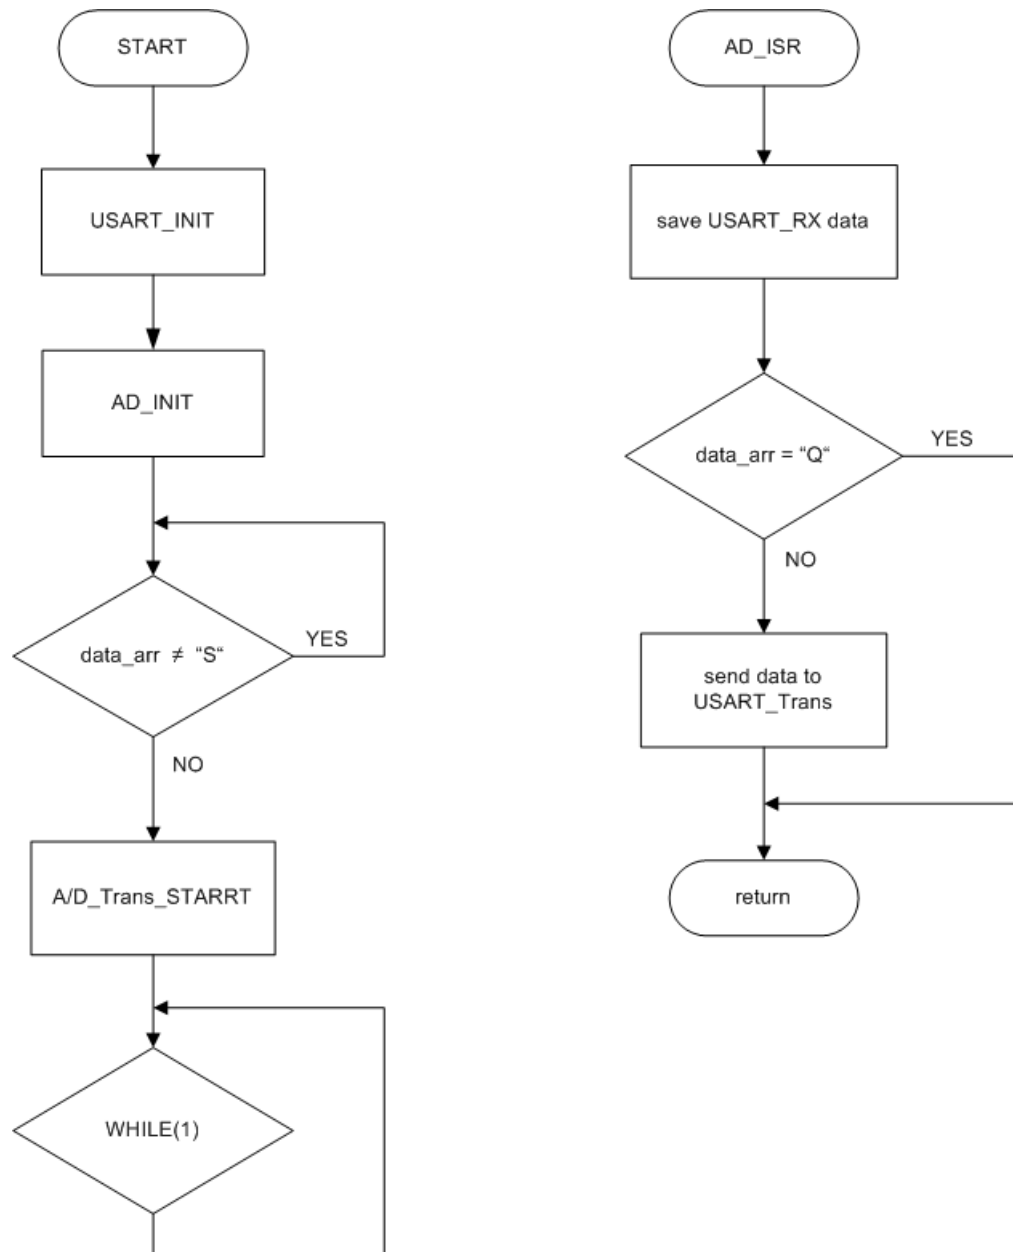 START
USART_INIT
AD_INIT
data_arr ≠ “S“
YES
NO
A/D_Trans_STARRT
WHILE(1)
AD_ISR
save USART_RX data
data_arr = “Q“
YES
NO
send data to
USART_Trans
return